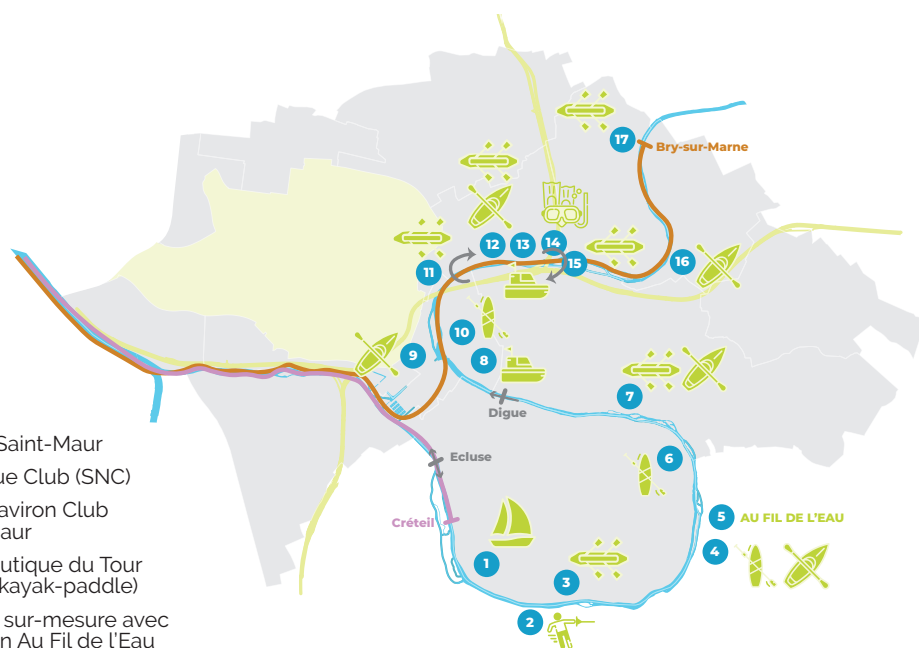 17
Bry-sur-Marne
12
13
14
11
15
16
10
9
8
7
Digue
Ecluse
6
Créteil
5
AU FIL DE L'EAU
4
1
3
2
Saint-Maur
ue Club (SNC)
aviron Club
aur
utique du Tour
kayak-paddle)
sur-mesure avec
n Au Fil de l'Eau